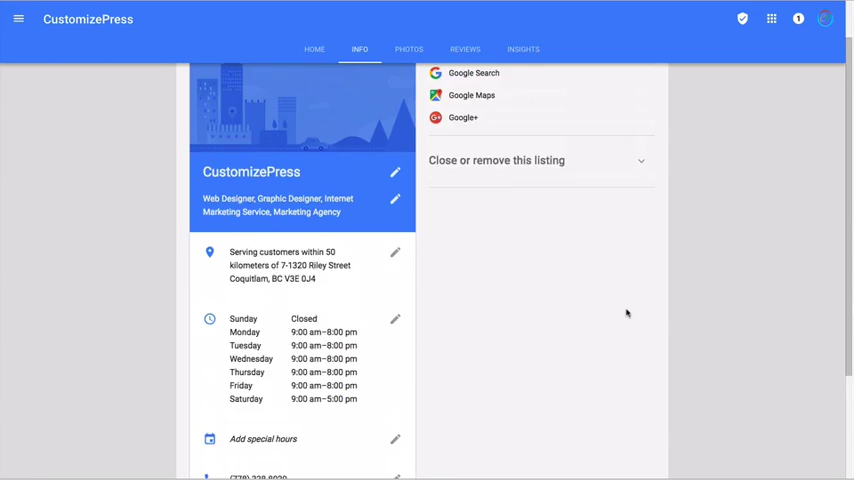 CustomizePress
1
HOME INFO PHOTOS REVIEWS INSIGHTS
Google Search
Google Maps
Google+
Close or remove this listing
CustomizePress
Web Designer, Graphic Designer, Internet
Marketing Service, Marketing Agency
Serving customers within 50
kilometers of 7-1320 Riley Street
Coquitlam, BC V3E 0J4
Sunday Closed
Monday 9:00 am–8:00 pm
Tuesday 9:00 am–8:00 pm
Wednesday 9:00 am–8:00 pm
Thursday 9:00 am–8:00 pm
Friday 9:00 am–8:00 pm
Saturday 9:00 am–5:00 pm
Add special hours